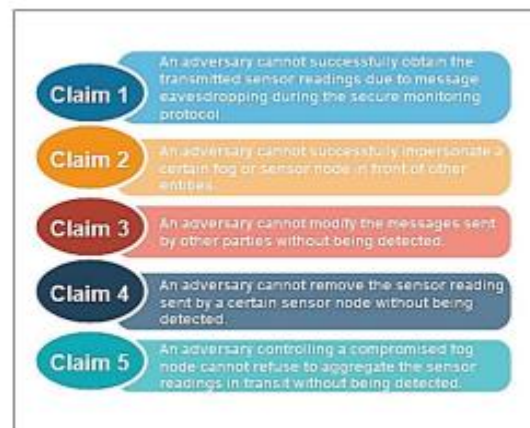 Claim 1
An adversary cannot successfully obtain the
transmitted sensor readings due to message
eavesdropping during the secure monitoring
protocol
Claim 2
An adversary cannot successfully impersonate a
certain fog or sensor node in front of other
entities.
Claim 3
An adversary cannot modify the messages sent
by other parties without being detected.
Claim 4
An adversary cannot remove the sensor reading
sent by a certain sensor node without being
detected.
Claim 5
An adversary controlling a compromised fog
node cannot refuse to aggregate the sensor
readings in transit without being detected.